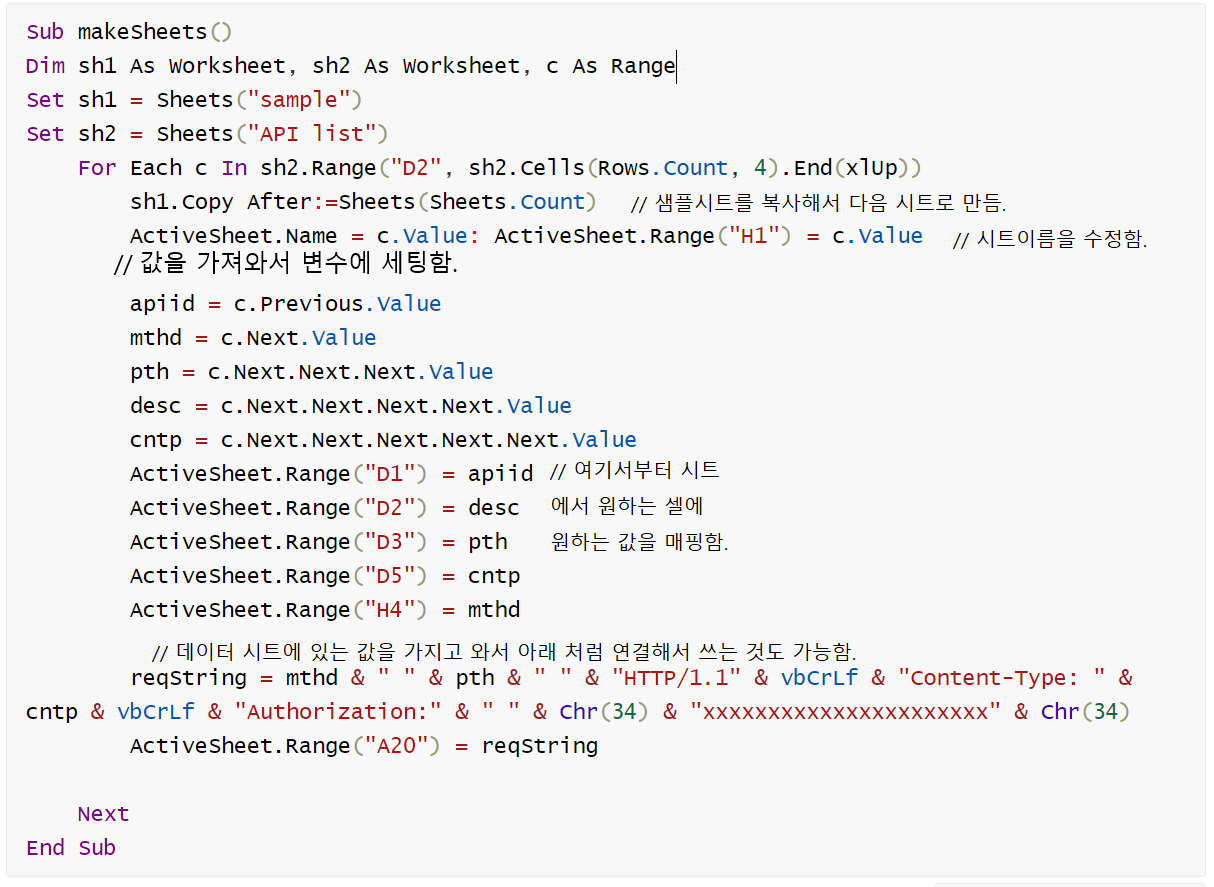 Sub makeSheets()
Dim sh1 As Worksheet, sh2 As Worksheet, c As Range
Set sh1 = Sheets("sample")
Set sh2 = Sheets("API list")
    For Each c In sh2.Range("D2", sh2.Cells(Rows.Count, 4).End(xlUp))
        sh1.Copy After:=Sheets(Sheets.Count)   // 샘플시트를 복사해서 다음 시트로 만듬.
        ActiveSheet.Name = c.Value: ActiveSheet.Range("H1") = c.Value   // 시트이름을 수정함.
       // 값을 가져와서 변수에 세팅함.
        apiid = c.Previous.Value
        mthd = c.Next.Value
        pth = c.Next.Next.Next.Value
        desc = c.Next.Next.Next.Next.Value
        cntp = c.Next.Next.Next.Next.Next.Value
        ActiveSheet.Range("D1") = apiid   // 여기서부터 시트
        ActiveSheet.Range("D2") = desc   에서 원하는 셀에
        ActiveSheet.Range("D3") = pth   원하는 값을 매핑함.
        ActiveSheet.Range("D5") = cntp
        ActiveSheet.Range("H4") = mthd
          // 데이터 시트에 있는 값을 가지고 와서 아래 처럼 연결해서 쓰는 것도 가능함.
        reqString = mthd & " " & pth & " " & "HTTP/1.1" & vbCrLf & "Content-Type: " &
cntp & vbCrLf & "Authorization:" & " " & Chr(34) & "xxxxxxxxxxxxxxxxxxxxxx" & Chr(34)
        ActiveSheet.Range("A20") = reqString
    Next
End Sub